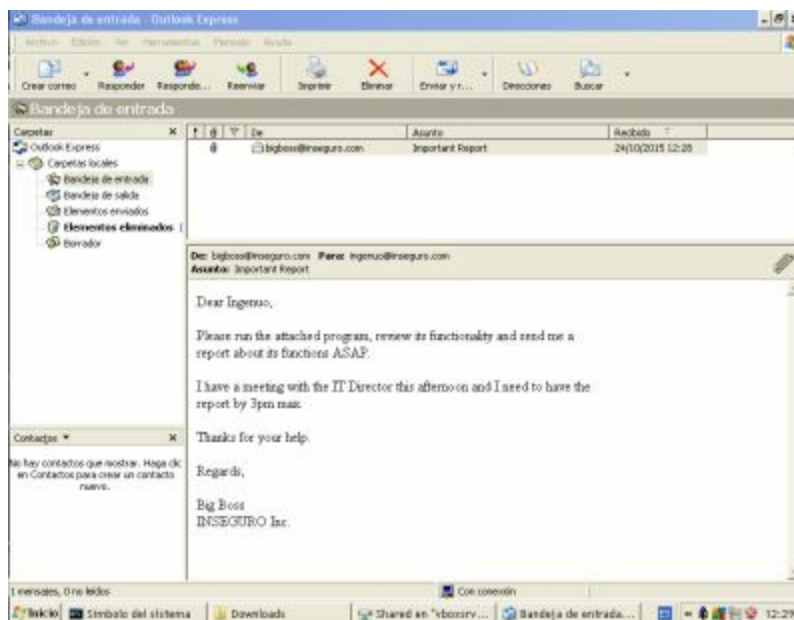 Bandeja de entrada - Outlook Express
Archivo Edición Ver Herramientas Mensaje Ayuda
Crear correo Responder Respondе... Reenviar Imprimir Eliminar Enviar y r... Direcciones Buscar
Bandeja de entrada
Carpetas
Outlook Express
Carpetas locales
Bandeja de entrada
Bandeja de salida
Elementos enviados
Elementos eliminados (
Borrador
De Asunto Recibido
bigboss@inseguro.com Important Report 24/10/2015 12:28
De: bigboss@inseguro.com Para: ingenuo@inseguro.com
Asunto: Important Report
Dear Ingenuo,
Please run the attached program, review its functionality and send me a
report about its functions ASAP.
I have a meeting with the IT Director this afternoon and I need to have the
report by 3pm max.
Thanks for your help.
Regards,
Big Boss
INSEGURO Inc.
Contactos
No hay contactos que mostrar. Haga clic
en Contactos para crear un contacto
nuevo.
1 mensajes, 0 no leídos Con conexión
Inicio Símbolo del sistema Downloads Shared en "vboxsrv... Bandeja de entrada... 12:29